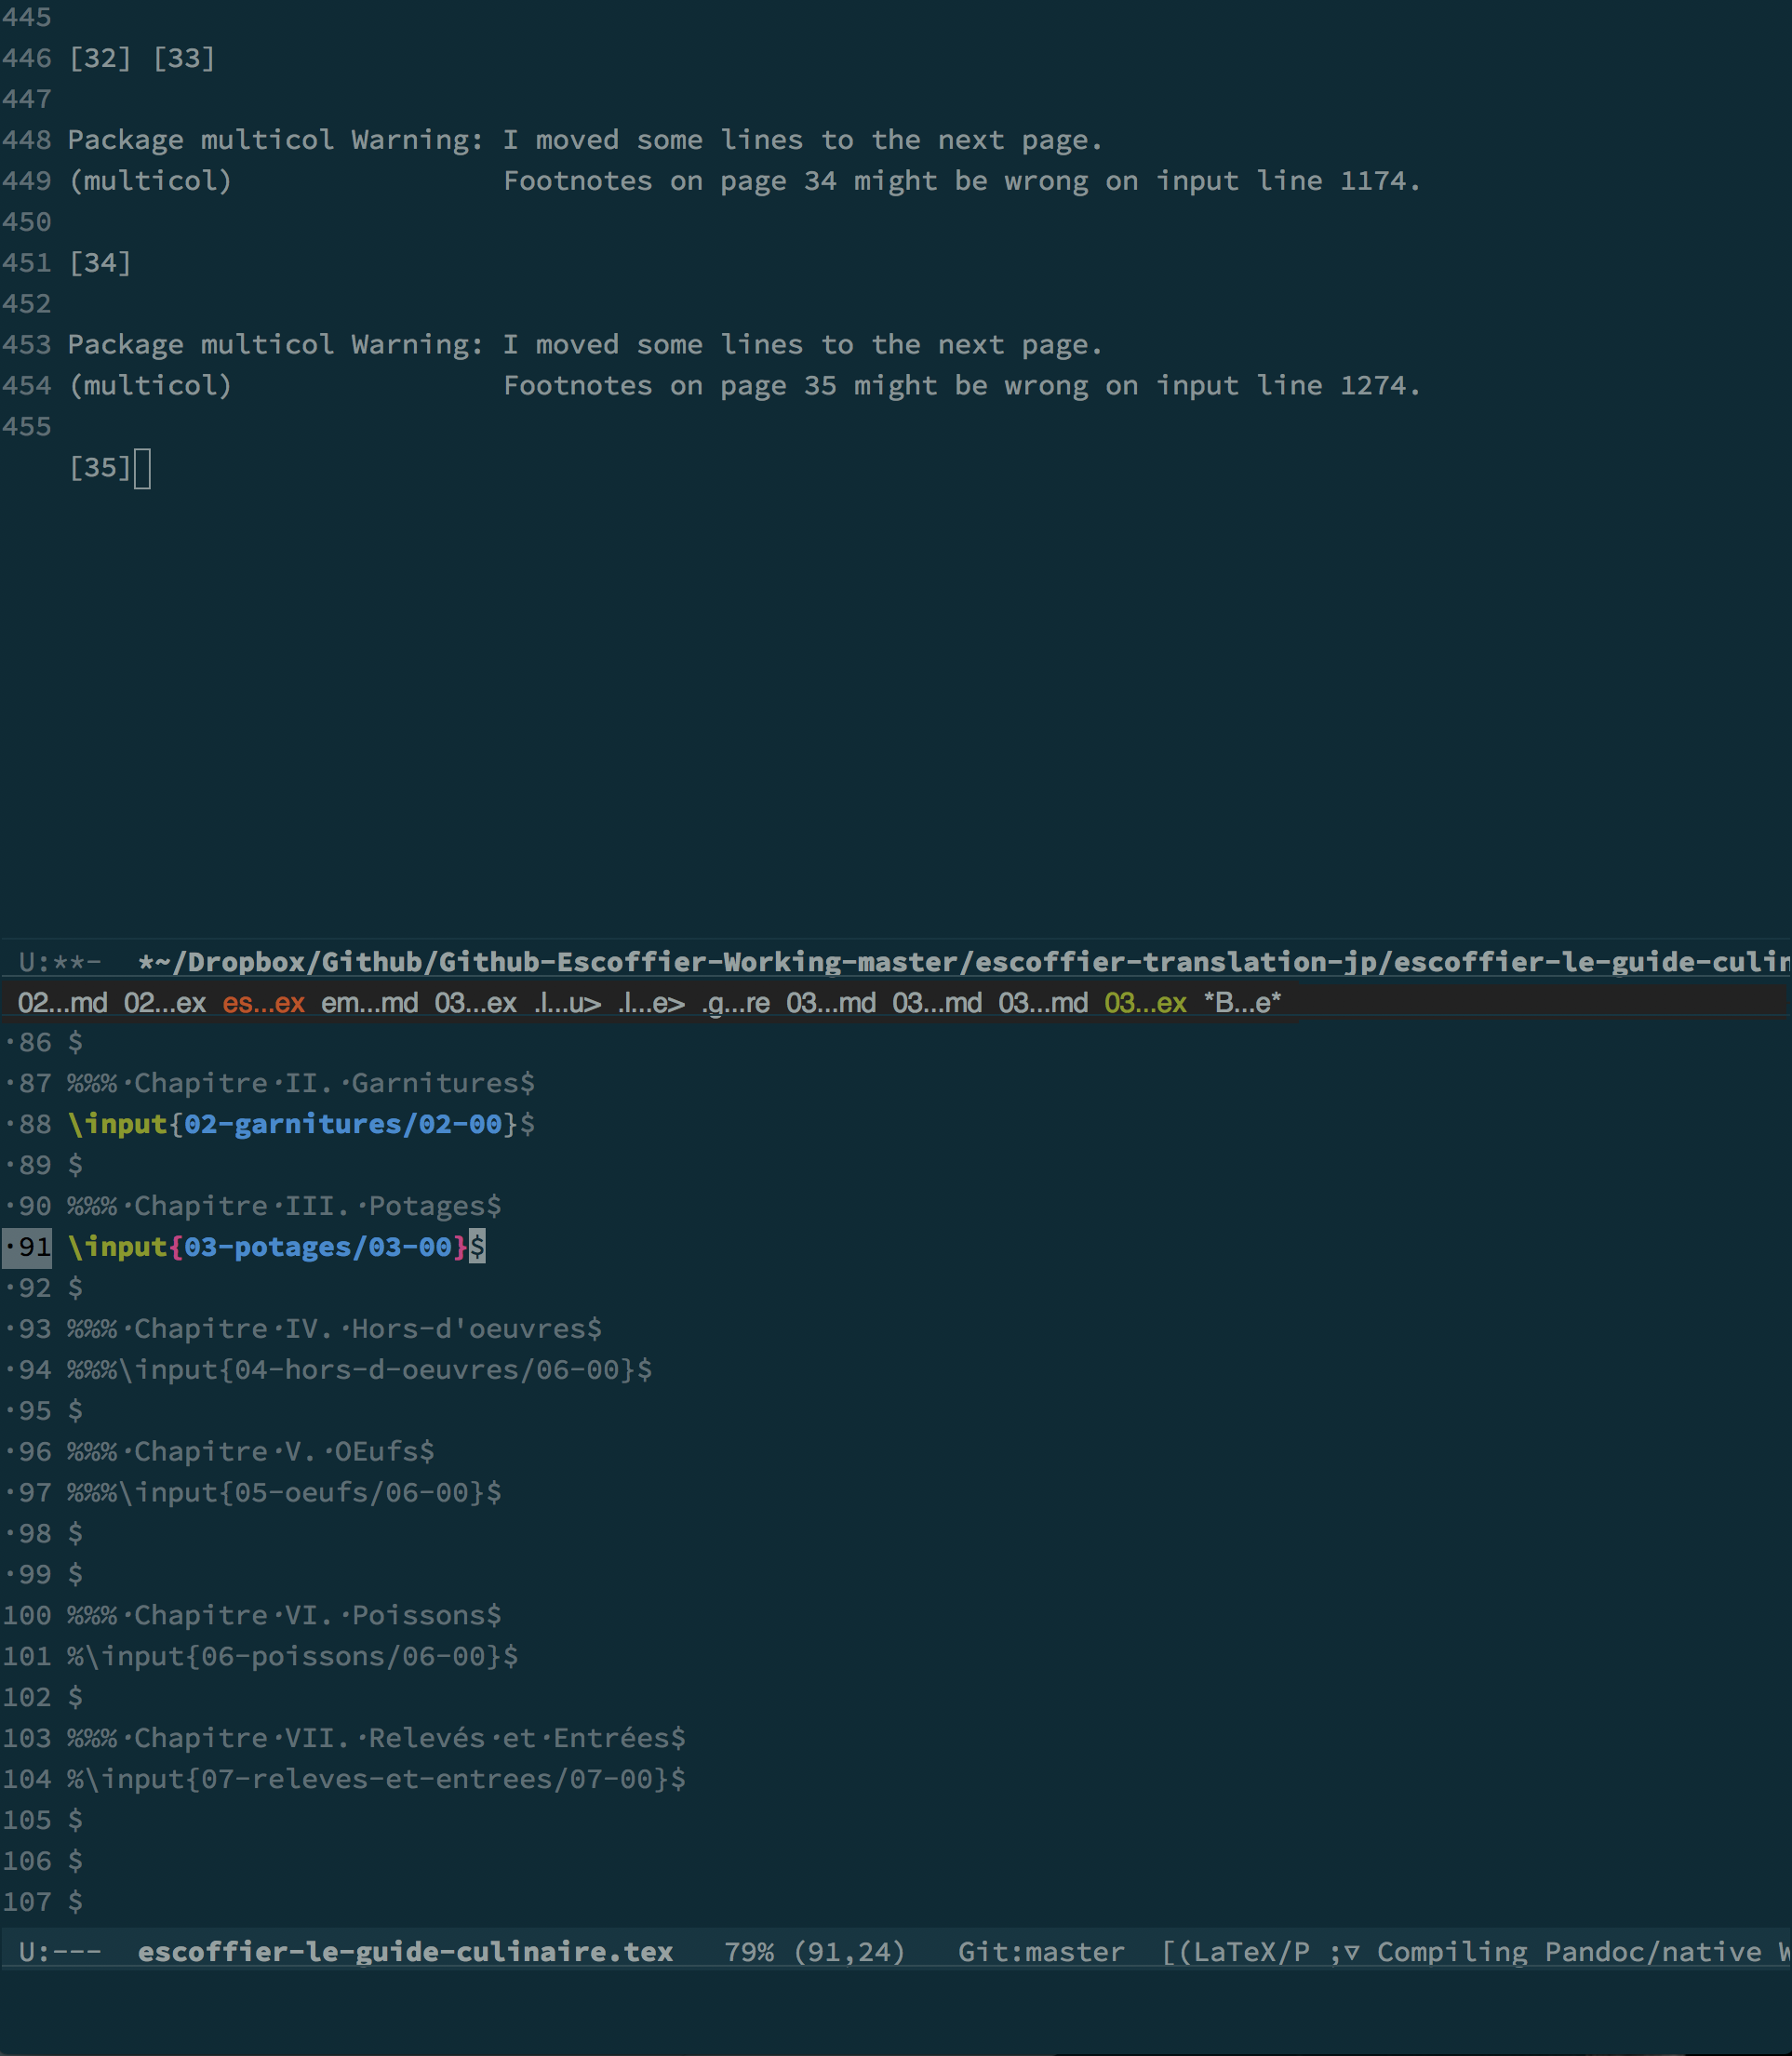 445
446 [32] [33]
447
448 Package multicol Warning: I moved some lines to the next page.
449 (multicol)                Footnotes on page 34 might be wrong on input line 1174.
450
451 [34]
452
453 Package multicol Warning: I moved some lines to the next page.
454 (multicol)                Footnotes on page 35 might be wrong on input line 1274.
455
[35]
U:**-  *~/Dropbox/Github/Github-Escoffier-Working-master/escoffier-translation-jp/escoffier-le-guide-culin
02...md 02...ex es...ex em...md 03...ex .l...u> .l...e> .g...re 03...md 03...md 03...md 03...ex *B...e*
·86 $
·87 %%%·Chapitre·II.·Garnitures$
·88 \input{02-garnitures/02-00}$
·89 $
·90 %%%·Chapitre·III.·Potages$
·91 \input{03-potages/03-00}$
·92 $
·93 %%%·Chapitre·IV.·Hors-d'oeuvres$
·94 %%%\input{04-hors-d-oeuvres/06-00}$
·95 $
·96 %%%·Chapitre·V.·OEufs$
·97 %%%\input{05-oeufs/06-00}$
·98 $
·99 $
100 %%%·Chapitre·VI.·Poissons$
101 %\input{06-poissons/06-00}$
102 $
103 %%%·Chapitre·VII.·Relevés·et·Entrées$
104 %\input{07-releves-et-entrees/07-00}$
105 $
106 $
107 $
U:---  escoffier-le-guide-culinaire.tex   79% (91,24)   Git:master  [(LaTeX/P ;▿ Compiling Pandoc/native W